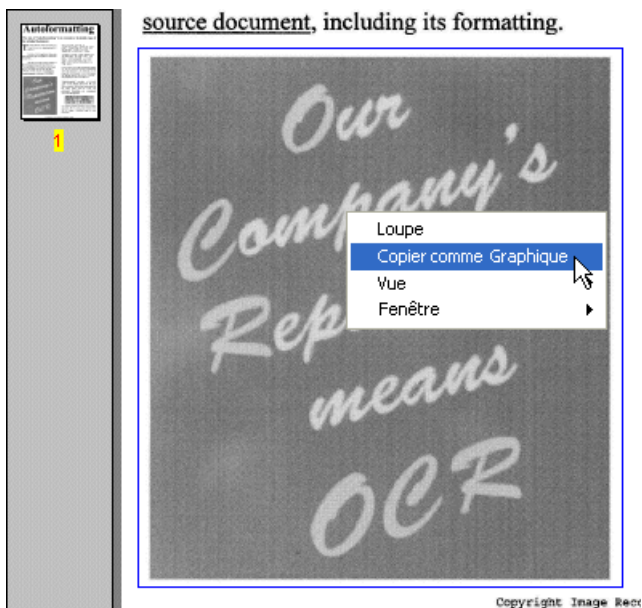 Autoformatting
1
source document, including its formatting.
Our
Company's
Rep
means
OCR
Loupe
Copier comme Graphique
Vue
Fenêtre
Copyright Image Reco